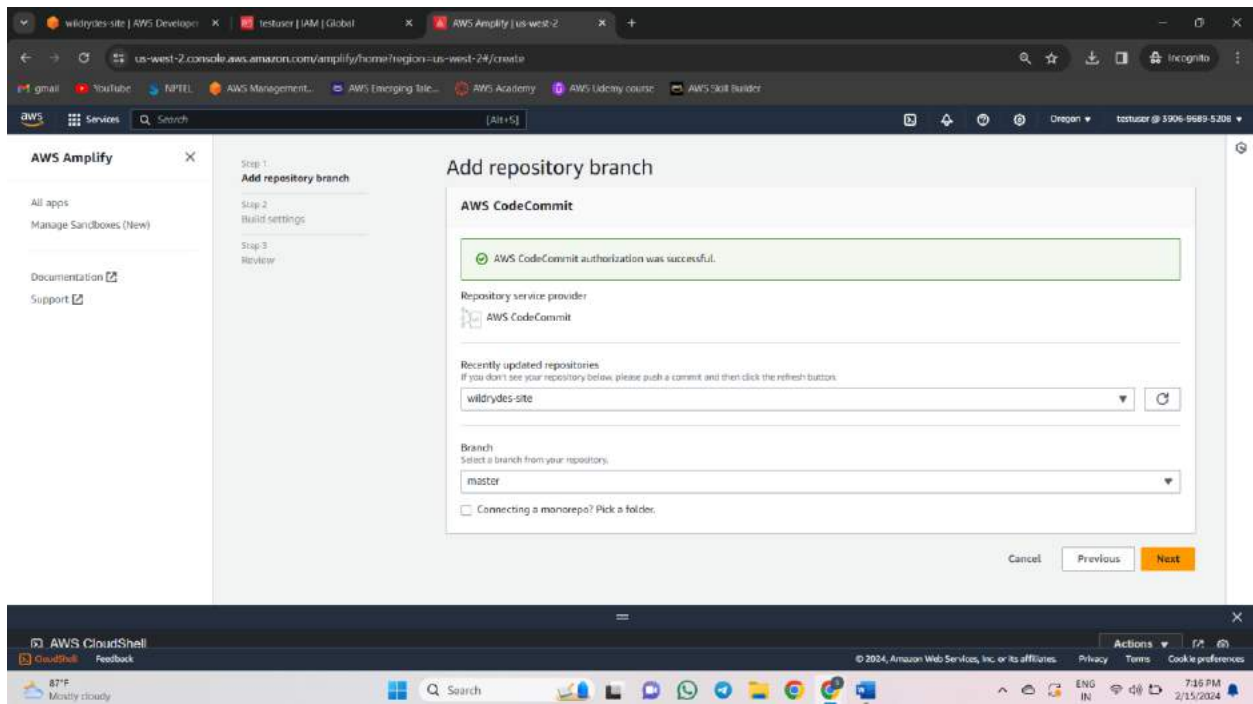 wildrydes-site | AWS Developer
testuser | IAM | Global
AWS Amplify | us-west-2
us-west-2.console.aws.amazon.com/amplify/home?region=us-west-2#/create
Incognito
gmail
YouTube
NPTEL
AWS Management...
AWS Emerging Tale...
AWS Academy
AWS Udemy course
AWS Skill Builder
aws
Services
Search
[Alt+S]
Oregon
testuser @ 3906-9689-5208
AWS Amplify
All apps
Manage Sandboxes (New)
Documentation
Support
Step 1
Add repository branch
Step 2
Build settings
Step 3
Review
Add repository branch
AWS CodeCommit
AWS CodeCommit authorization was successful.
Repository service provider
AWS CodeCommit
Recently updated repositories
If you don't see your repository below, please push a commit and then click the refresh button.
wildrydes-site
Branch
Select a branch from your repository.
master
Connecting a monorepo? Pick a folder.
Cancel
Previous
Next
AWS CloudShell
Actions
CloudShell
Feedback
© 2024, Amazon Web Services, Inc. or its affiliates.
Privacy
Terms
Cookie preferences
87°F
Mostly cloudy
Search
ENG
IN
7:16 PM
2/15/2024